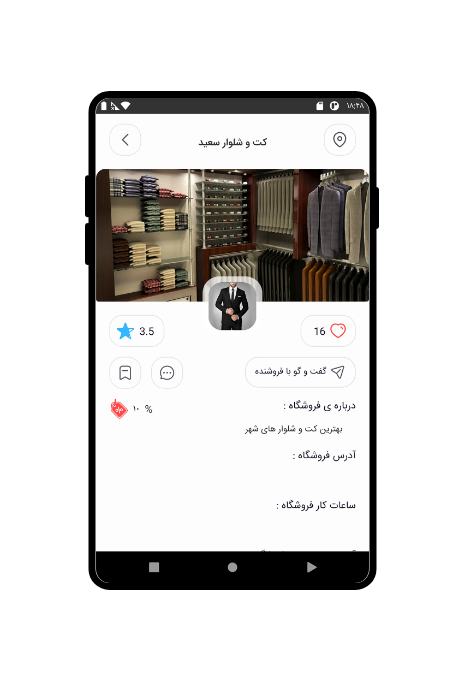 ۱۸:۴۸
کت و شلوار سعید
16
3.5
گفت و گو با فروشنده
درباره ی فروشگاه :
۱۰ %
بهترین کت و شلوار های شهر
آدرس فروشگاه :
ساعات کار فروشگاه :